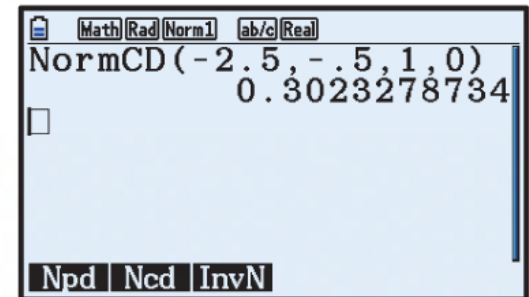 Math Rad Norm1 ab/c Real
NormCD(-2.5,-.5,1,0)
0.3023278734
Npd Ncd InvN